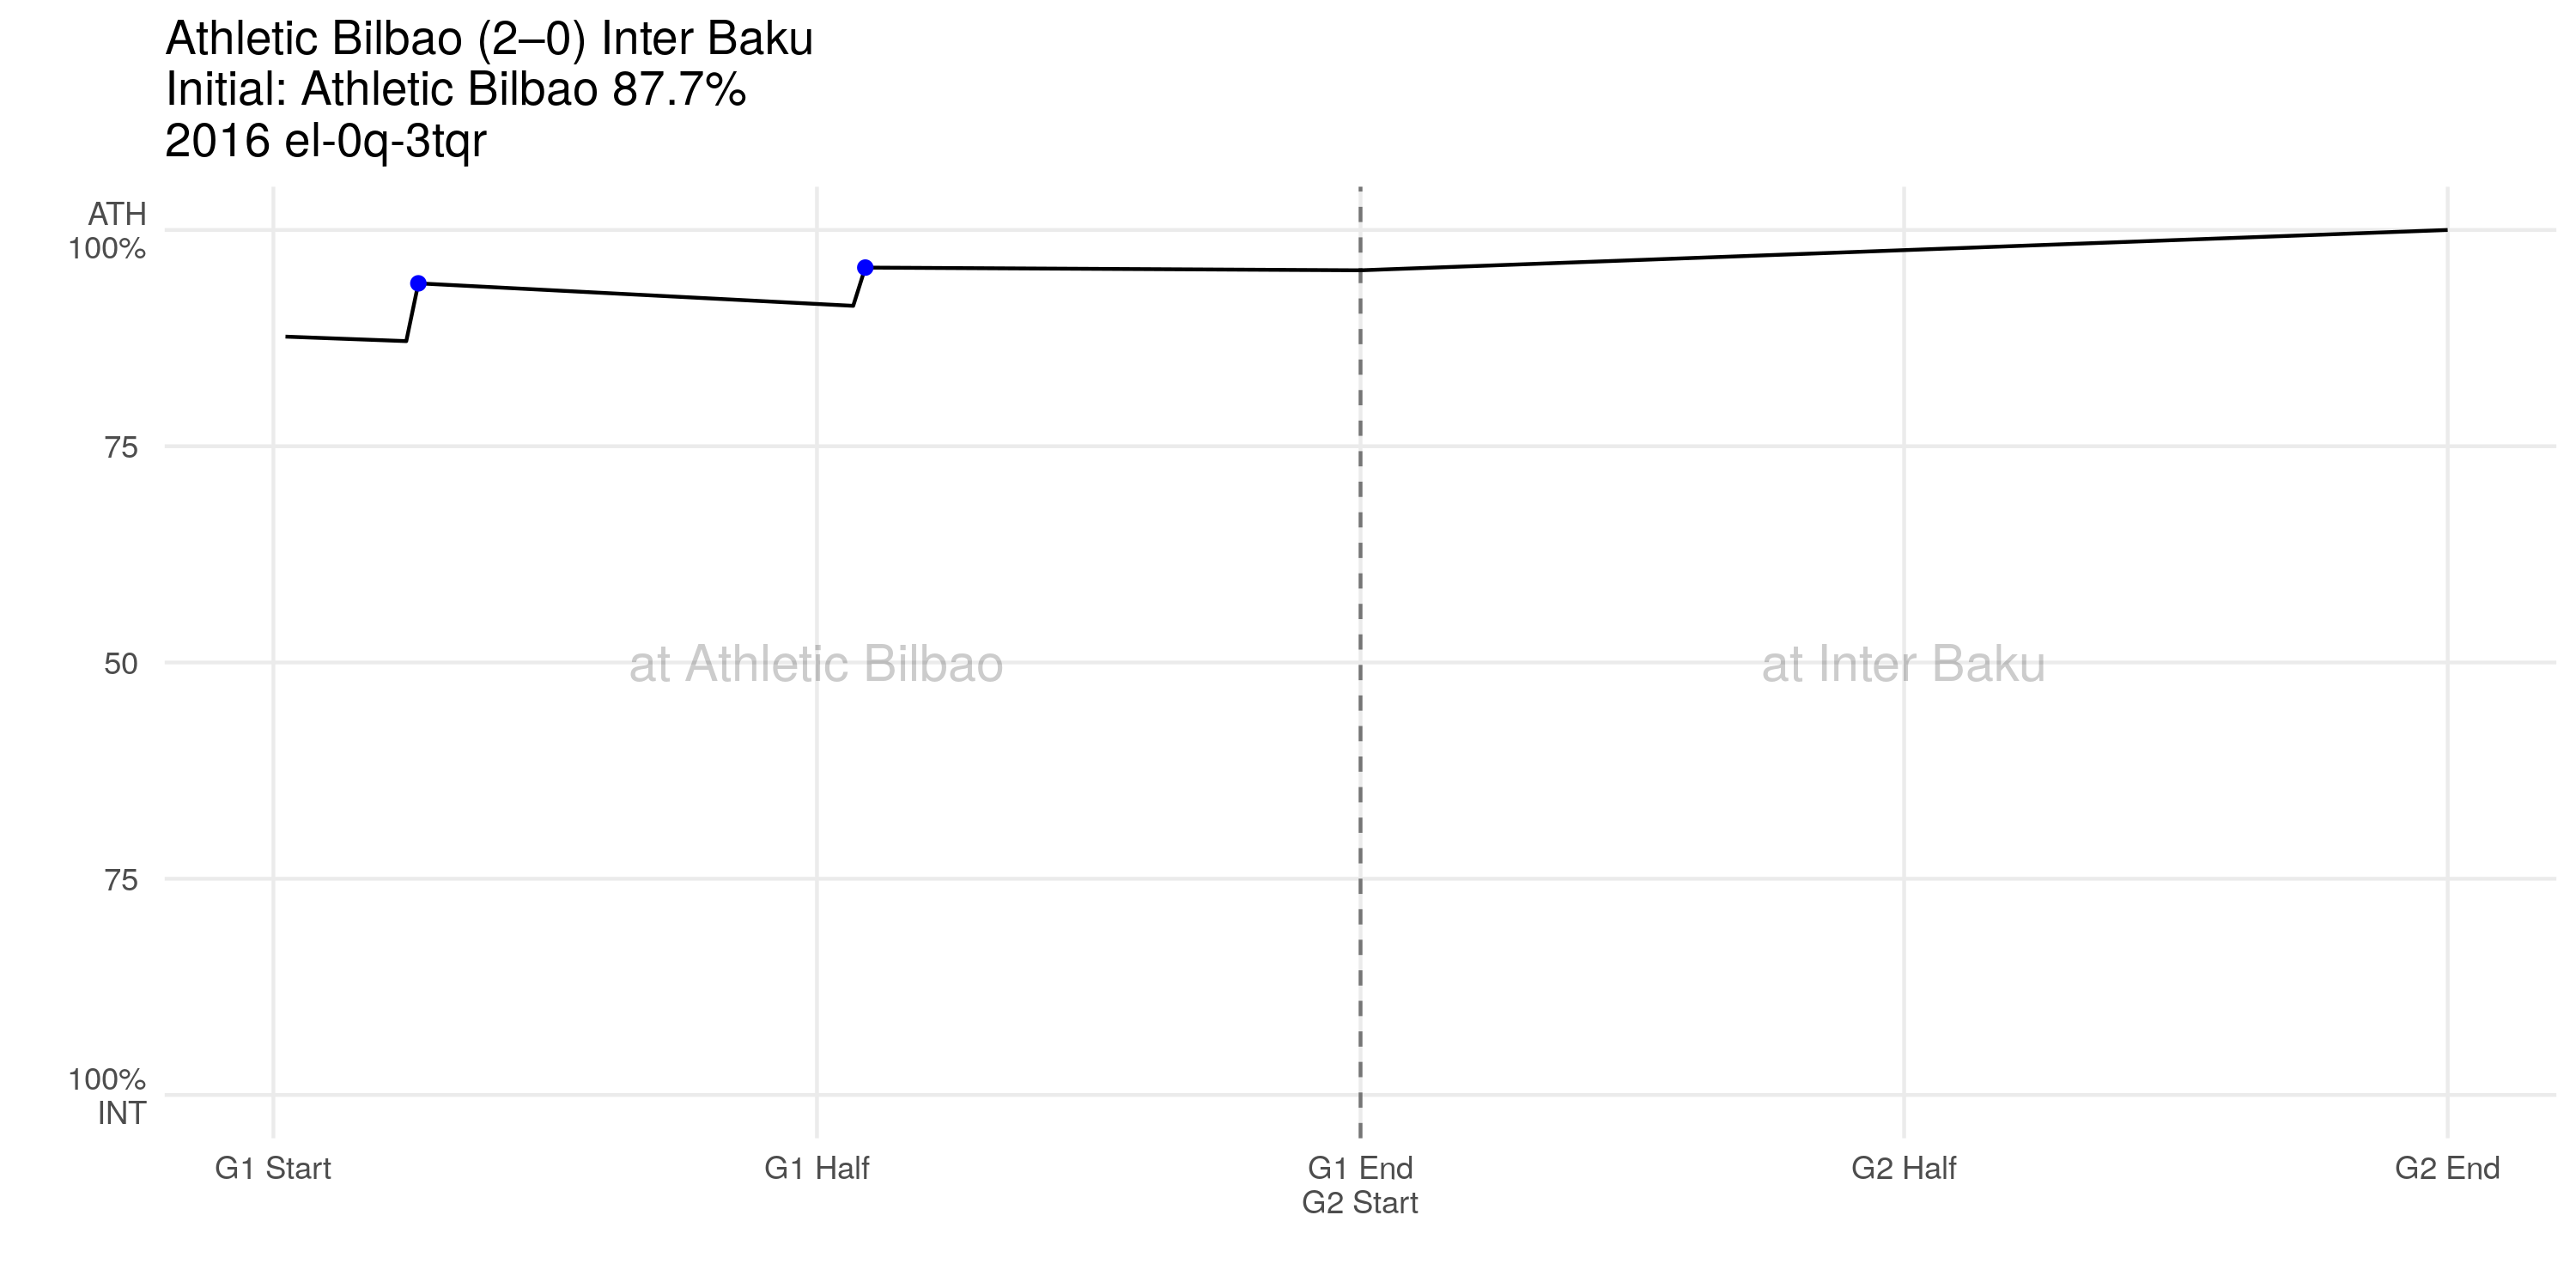 Athletic Bilbao (2–0) Inter Baku
Initial: Athletic Bilbao 87.7%
2016 el-0q-3tqr
ATH
100%
75
50
75
100%
INT
at Athletic Bilbao
at Inter Baku
G1 Start
G1 Half
G1 End
G2 Start
G2 Half
G2 End